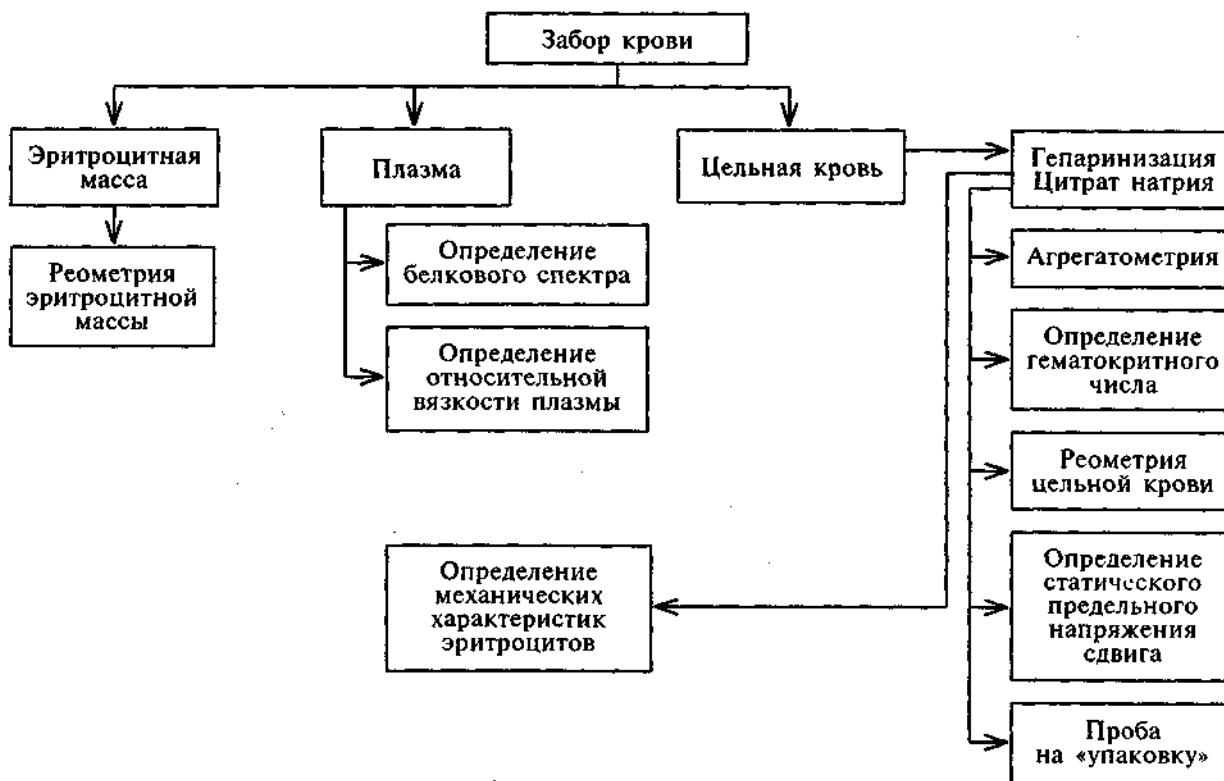 Забор крови
Эритроцитная
масса
Плазма
Цельная кровь
Гепаринизация
Цитрат натрия
Реометрия
эритроцитной
массы
Определение
белкового спектра
Определение
относительной
вязкости плазмы
Определение
механических
характеристик
эритроцитов
Агрегатометрия
Определение
гематокритного
числа
Реометрия
цельной крови
Определение
статического
предельного
напряжения
сдвига
Проба
на «упаковку»